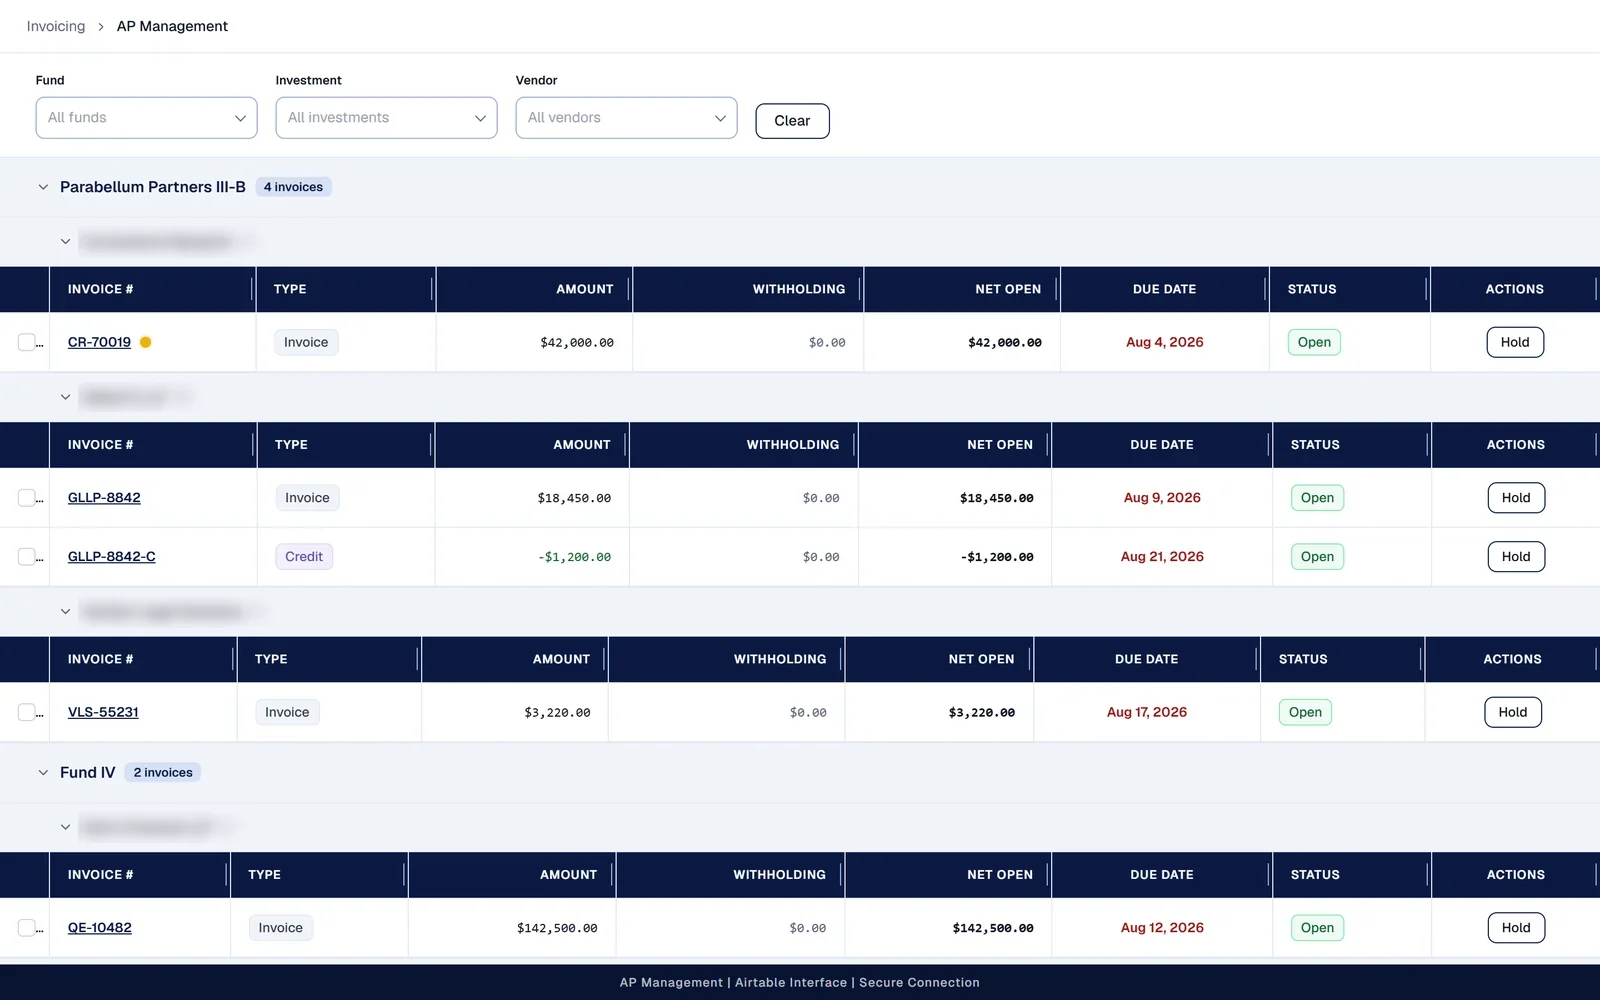 Invoicing > AP Management
Fund Investment Vendor
All funds All investments All vendors Clear
Parabellum Partners III-B 4 invoices
INVOICE # TYPE AMOUNT WITHHOLDING NET OPEN DUE DATE STATUS ACTIONS
... CR-70019 Invoice $42,000.00 $0.00 $42,000.00 Aug 4, 2026 Open Hold
INVOICE # TYPE AMOUNT WITHHOLDING NET OPEN DUE DATE STATUS ACTIONS
... GLLP-8842 Invoice $18,450.00 $0.00 $18,450.00 Aug 9, 2026 Open Hold
... GLLP-8842-C Credit -$1,200.00 $0.00 -$1,200.00 Aug 21, 2026 Open Hold
INVOICE # TYPE AMOUNT WITHHOLDING NET OPEN DUE DATE STATUS ACTIONS
... VLS-55231 Invoice $3,220.00 $0.00 $3,220.00 Aug 17, 2026 Open Hold
Fund IV 2 invoices
INVOICE # TYPE AMOUNT WITHHOLDING NET OPEN DUE DATE STATUS ACTIONS
... QE-10482 Invoice $142,500.00 $0.00 $142,500.00 Aug 12, 2026 Open Hold
AP Management | Airtable Interface | Secure Connection